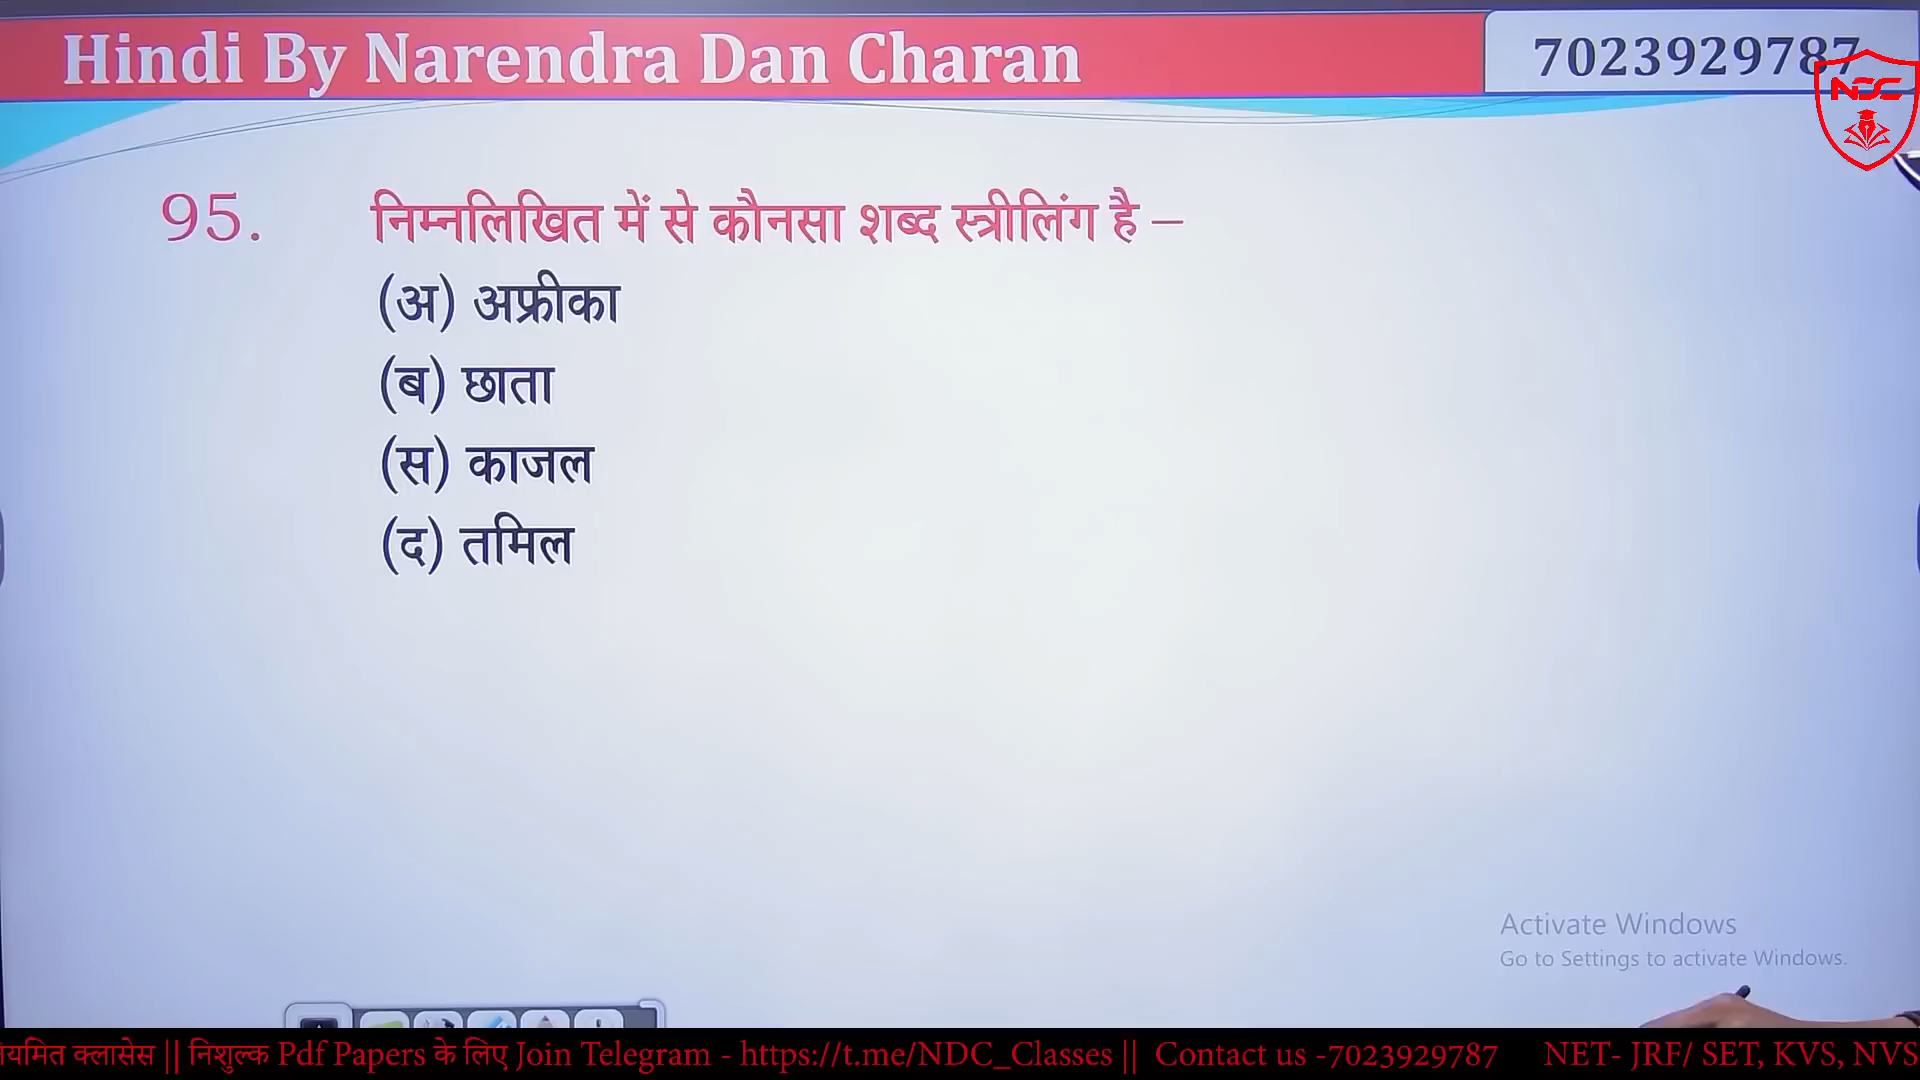 Hindi By Narendra Dan Charan
7023929787
NDC
95. निम्नलिखित में से कौनसा शब्द स्त्रीलिंग है –
(अ) अफ्रीका
(ब) छाता
(स) काजल
(द) तमिल
Activate Windows
Go to Settings to activate Windows.
क्लासेस || निशुल्क Pdf Papers के लिए Join Telegram - https://t.me/NDC_Classes || Contact us -7023929787 NET- JRF/ SET, KVS, NVS